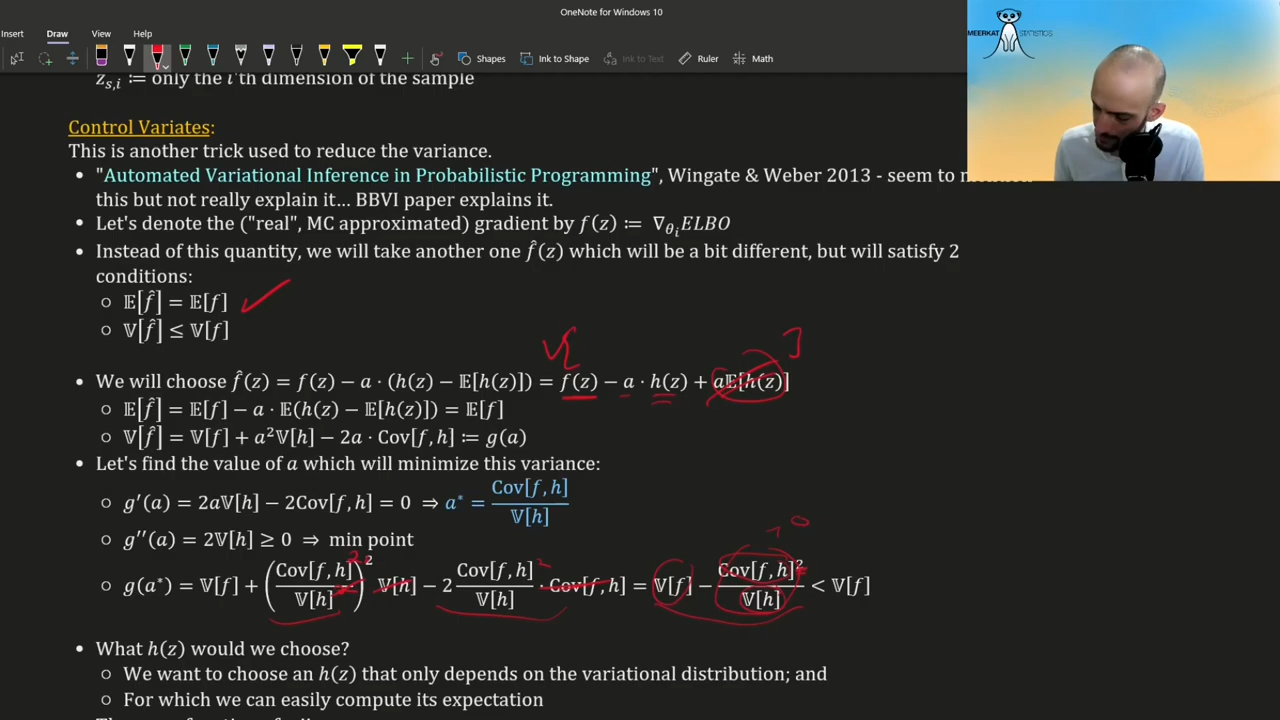 OneNote for Windows 10
Insert Draw View Help
Shapes Ink to Shape Ink to Text Ruler Math
MEERKAT STATISTICS
z_{s,i} ≔ only the i'th dimension of the sample
Control Variates:
This is another trick used to reduce the variance.
• "Automated Variational Inference in Probabilistic Programming", Wingate & Weber 2013 - seem to
this but not really explain it... BBVI paper explains it.
• Let's denote the ("real", MC approximated) gradient by f(z) ≔ ∇_{θ_i}ELBO
• Instead of this quantity, we will take another one f̂(z) which will be a bit different, but will satisfy 2
conditions:
○ 𝔼[f̂] = 𝔼[f] ✓
○ 𝕍[f̂] ≤ 𝕍[f]
V[ ]
• We will choose f̂(z) = f(z) − a · (h(z) − 𝔼[h(z)]) = f(z) − a · h(z) + a𝔼[h(z)]
○ 𝔼[f̂] = 𝔼[f] − a · 𝔼(h(z) − 𝔼[h(z)]) = 𝔼[f]
○ 𝕍[f̂] = 𝕍[f] + a²𝕍[h] − 2a · Cov[f, h] ≔ g(a)
• Let's find the value of a which will minimize this variance:
○ g′(a) = 2a𝕍[h] − 2Cov[f, h] = 0 ⇒ a* = Cov[f, h] / 𝕍[h]
○ g′′(a) = 2𝕍[h] ≥ 0 ⇒ min point
○ g(a*) = 𝕍[f] + (Cov[f, h] / 𝕍[h])² 𝕍[h] − 2 Cov[f, h] / 𝕍[h] · Cov[f, h] = 𝕍[f] − Cov[f, h]² / 𝕍[h] < 𝕍[f]
• What h(z) would we choose?
○ We want to choose an h(z) that only depends on the variational distribution; and
○ For which we can easily compute its expectation